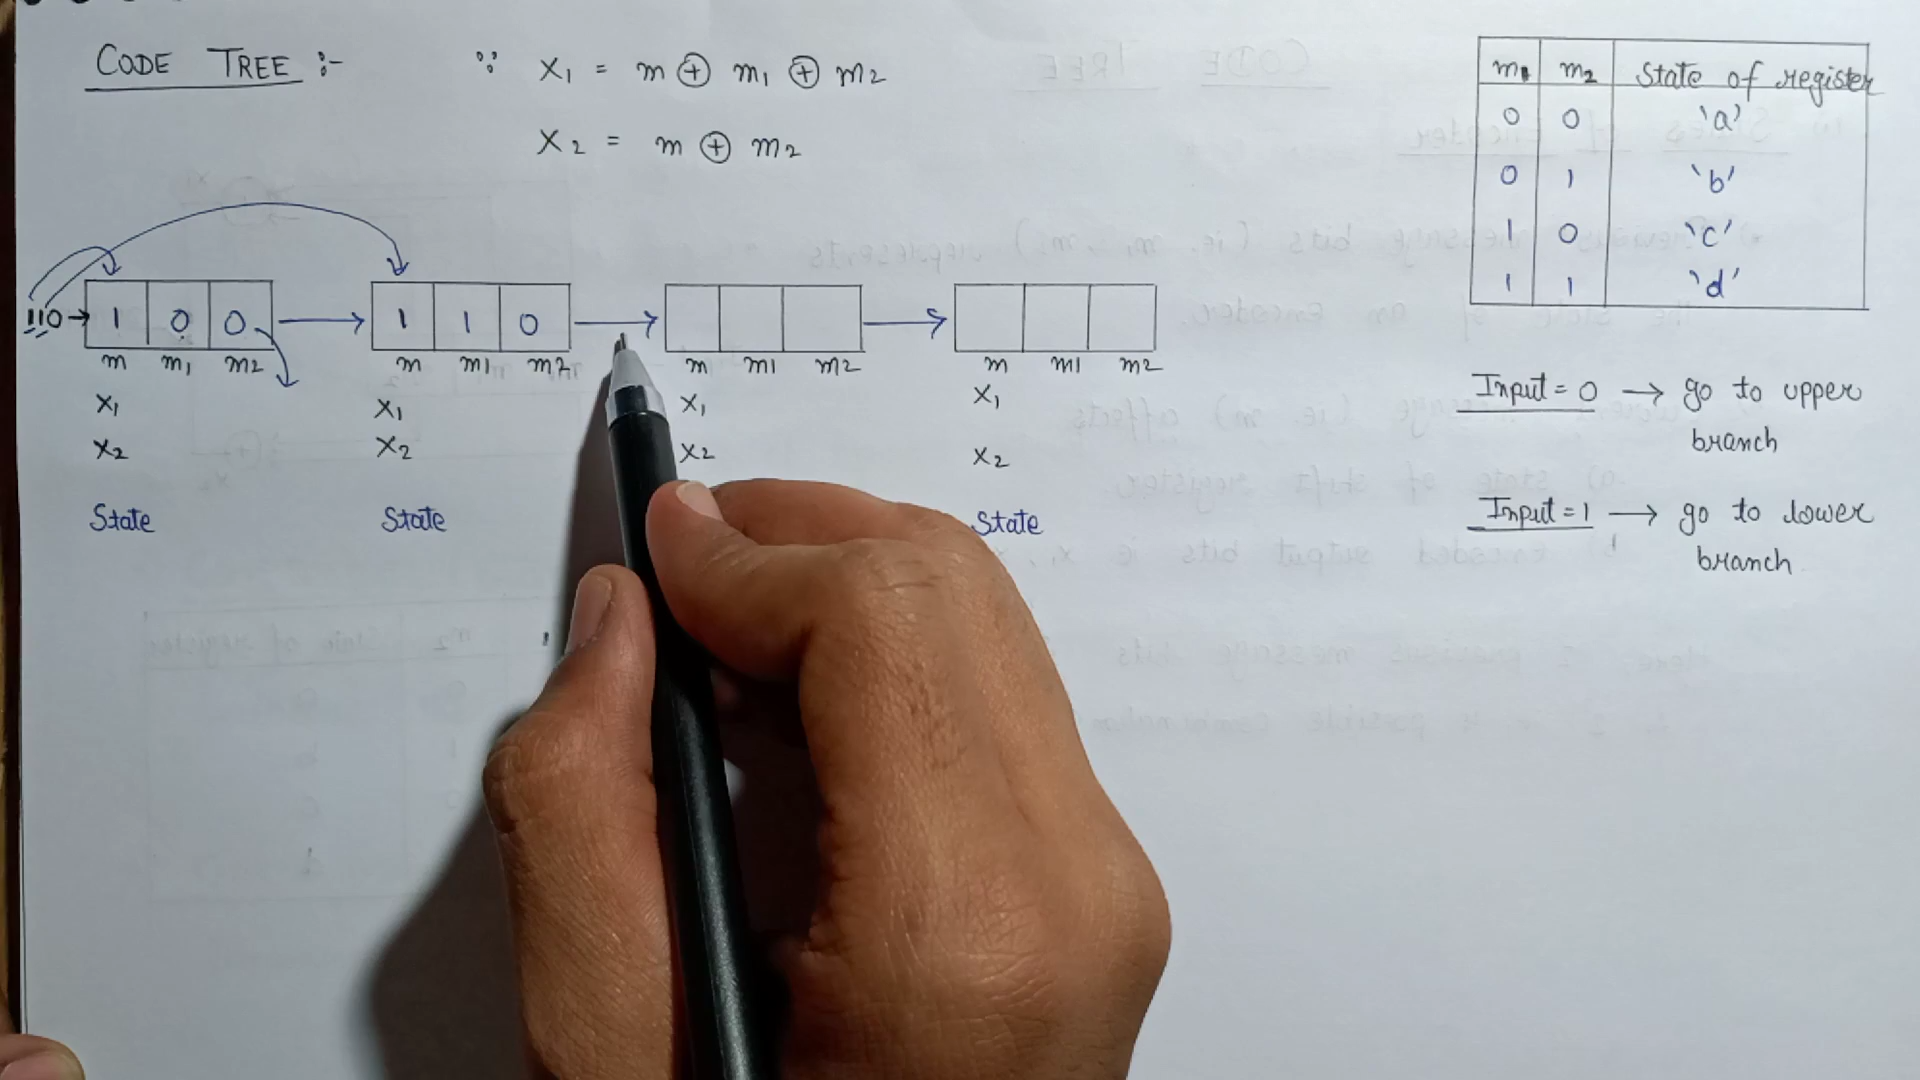 CODE TREE :-
∵ X1 = m ⊕ m1 ⊕ m2
X2 = m ⊕ m2
m1 m2 State of register
0 0 'a'
0 1 'b'
1 0 'c'
1 1 'd'
110 → 1 0 0 → 1 1 0 → →
m m1 m2 m m1 m2 m m1 m2 m m1 m2
X1 X1 X1 X1
X2 X2 X2 X2
State State State
Input = 0 → go to upper
branch
Input = 1 → go to lower
branch